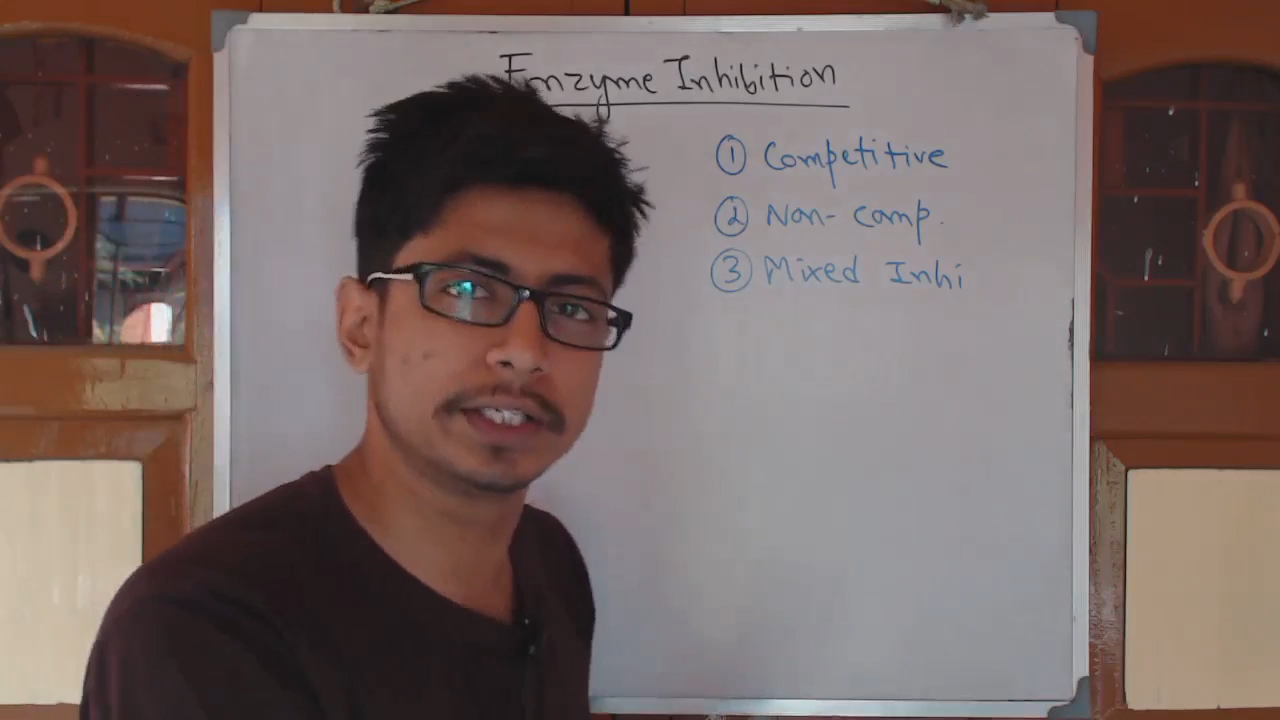 Enzyme Inhibition
① Competitive
② Non-comp.
③ Mixed Inhi